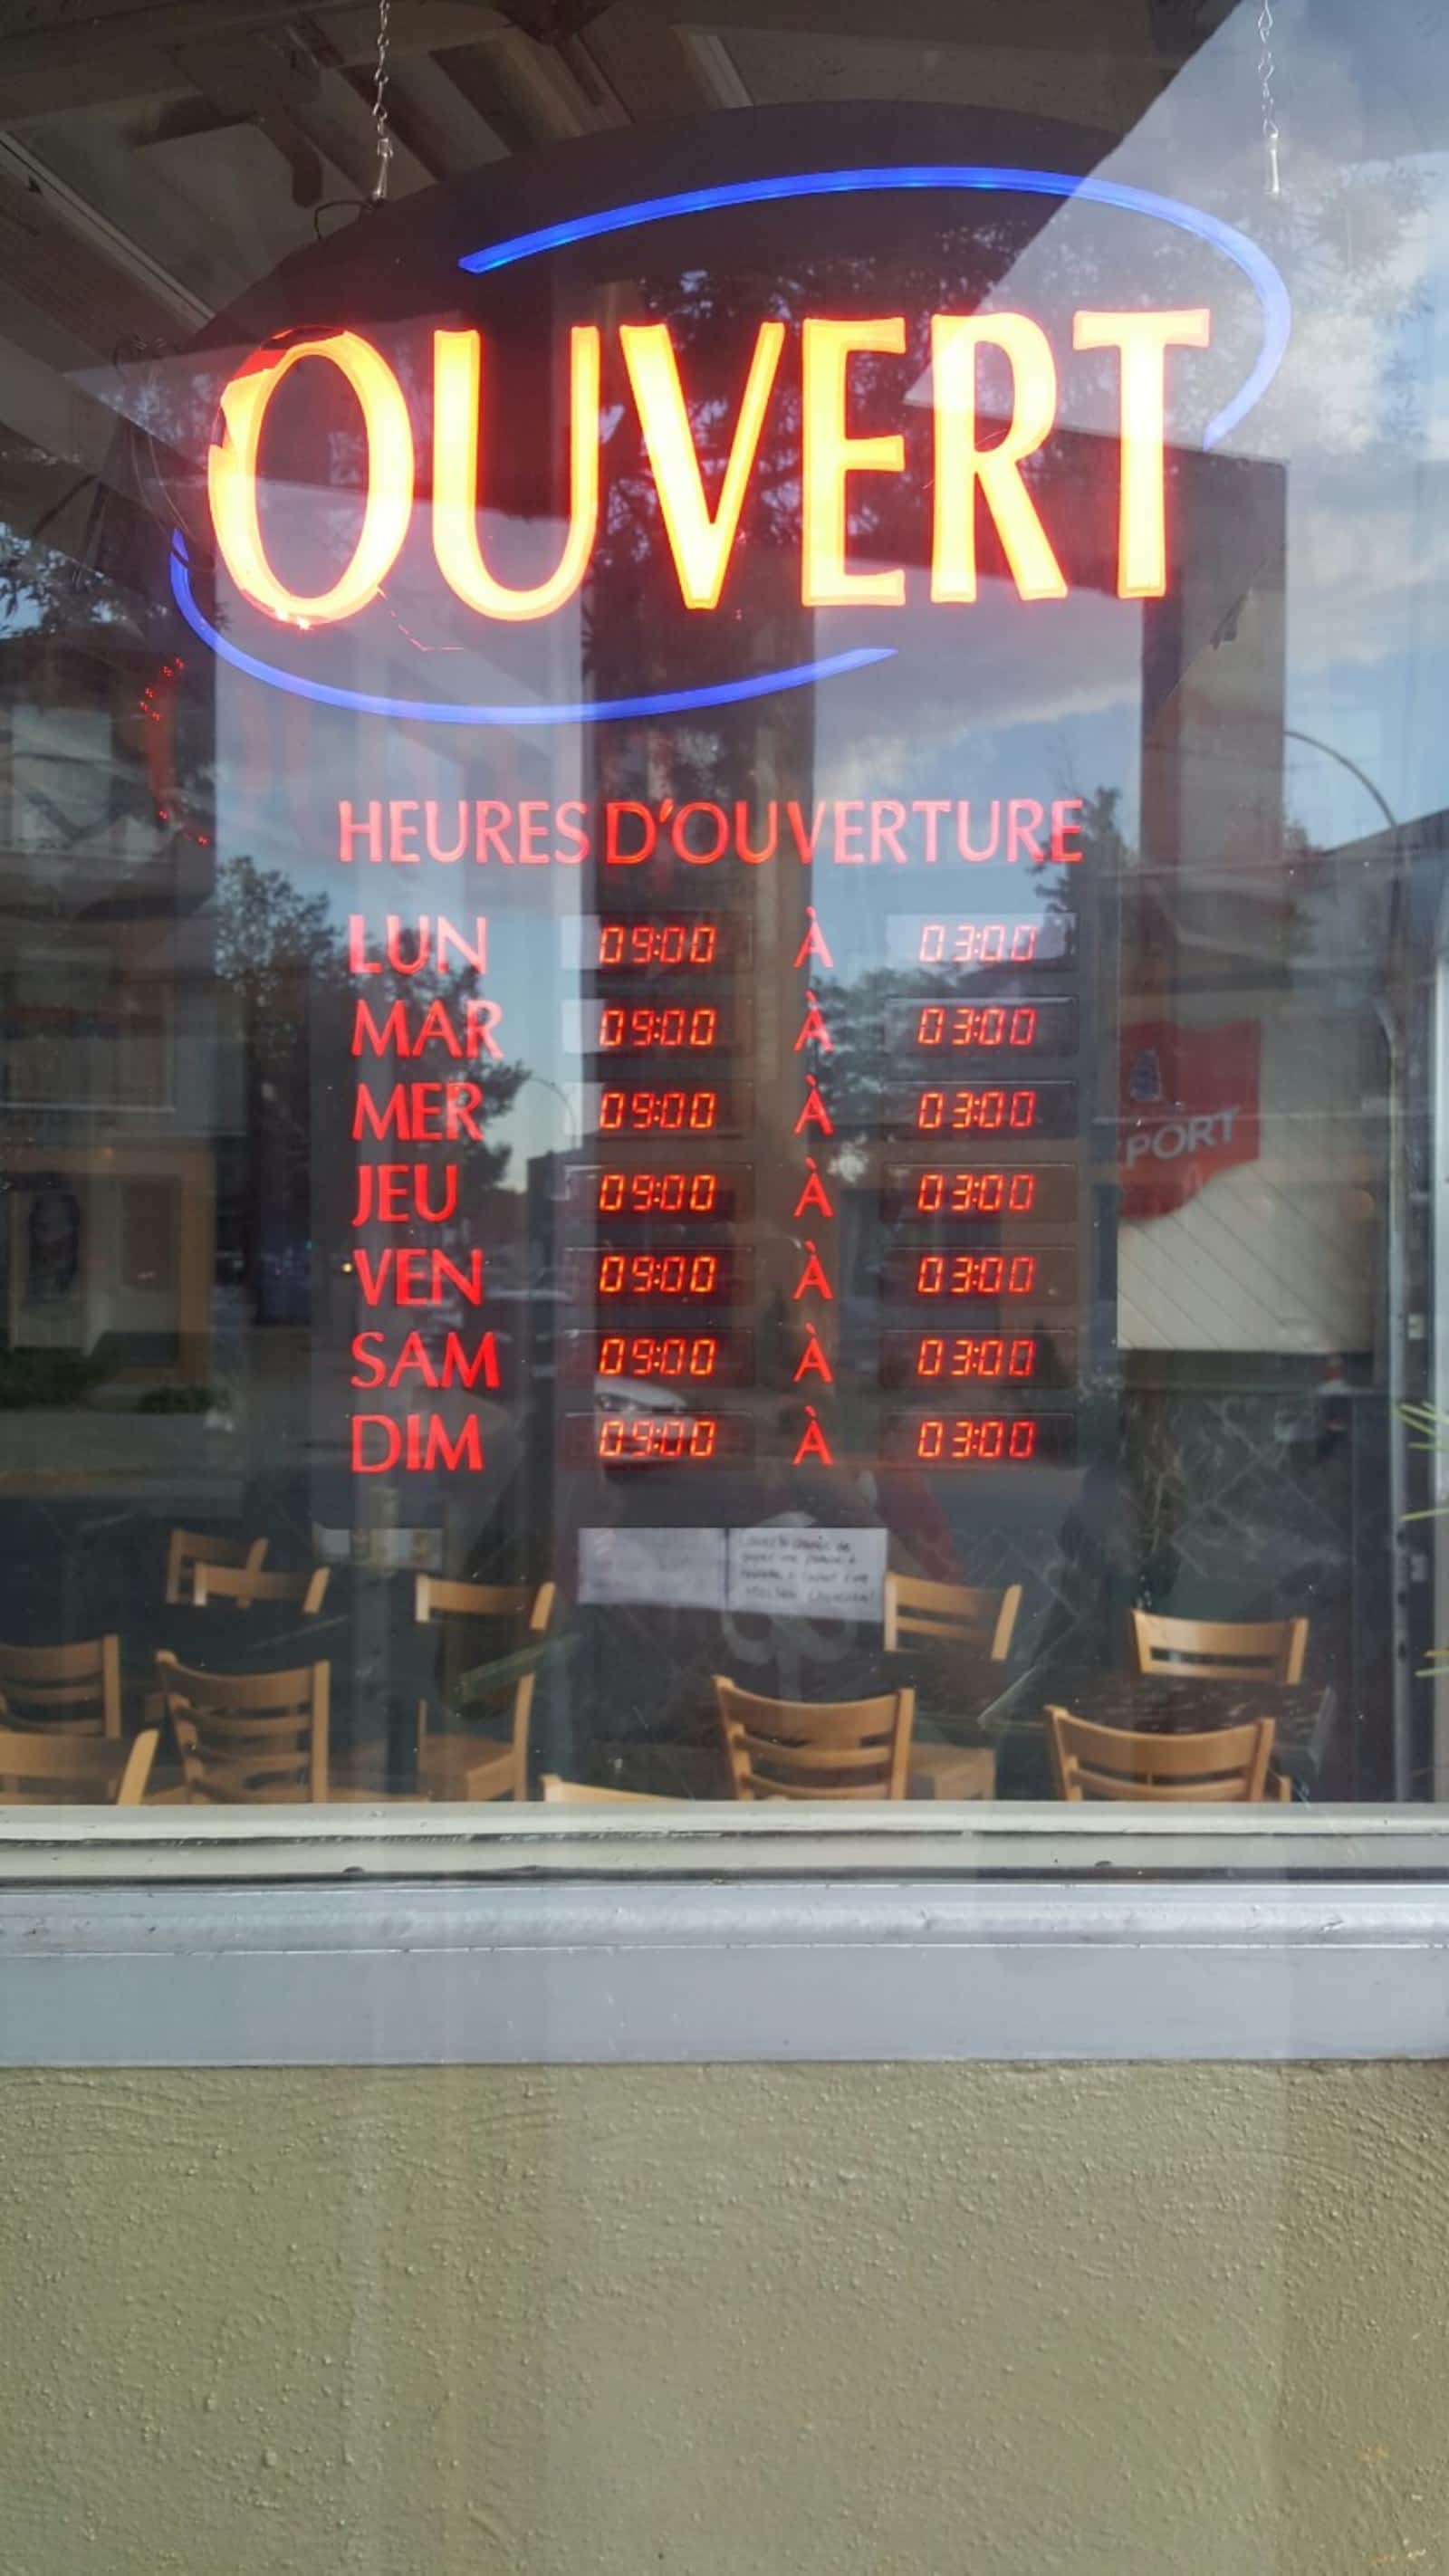 OUVERT
HEURES D'OUVERTURE
LUN 09:00 À 03:00
MAR 09:00 À 03:00
MER 09:00 À 03:00
JEU 09:00 À 03:00
VEN 09:00 À 03:00
SAM 09:00 À 03:00
DIM 09:00 À 03:00
PORT